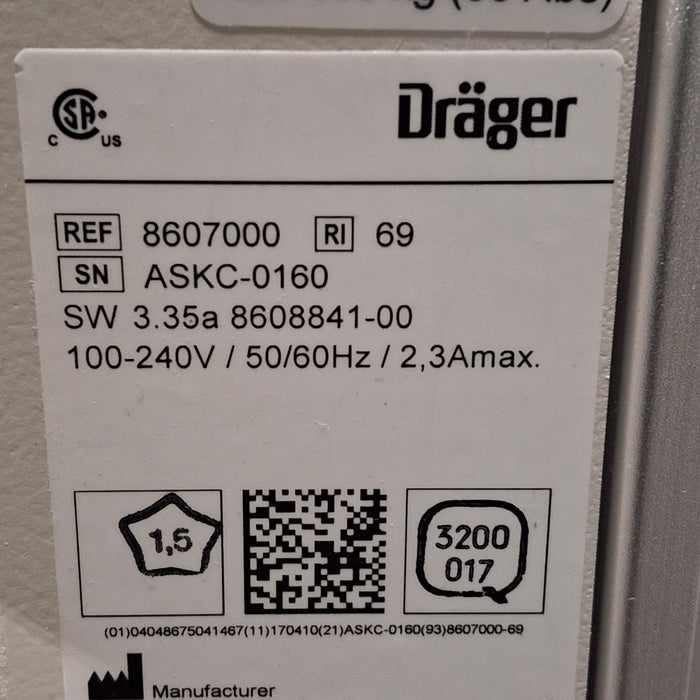 CSA
C US
Dräger
REF 8607000 RI 69
SN ASKC-0160
SW 3.35a 8608841-00
100-240V / 50/60Hz / 2,3Amax.
1,5
3200
017
(01)04048675041467(11)170410(21)ASKC-0160(93)8607000-69
Manufacturer